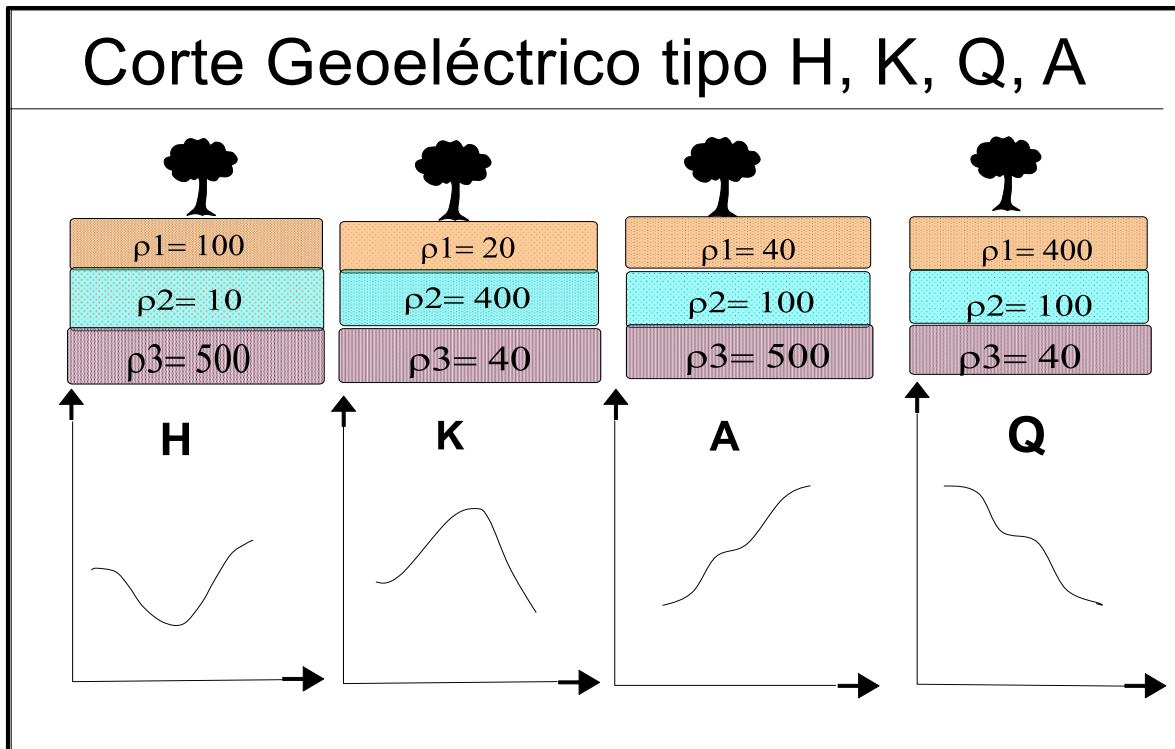 Corte Geoeléctrico tipo H, K, Q, A
ρ1= 100
ρ2= 10
ρ3= 500
H
ρ1= 20
ρ2= 400
ρ3= 40
K
ρ1= 40
ρ2= 100
ρ3= 500
A
ρ1= 400
ρ2= 100
ρ3= 40
Q